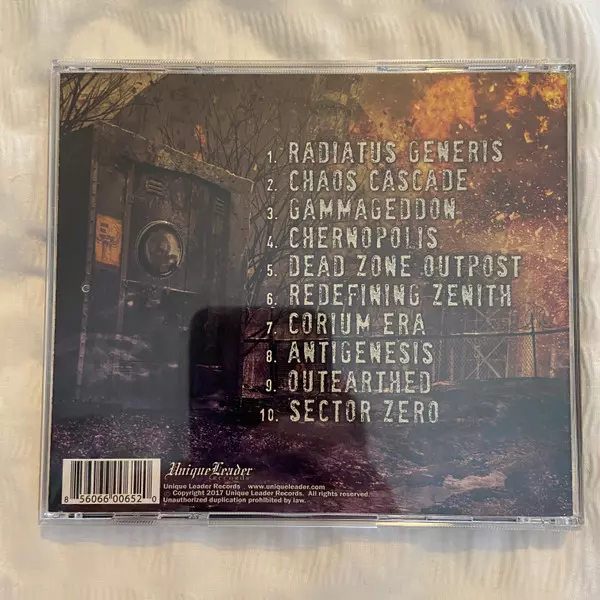 1. RADIATUS GENERIS
2. CHAOS CASCADE
3. GAMMAGEDDON
4. CHERNOPOLIS
5. DEAD ZONE OUTPOST
6. REDEFINING ZENITH
7. CORIUM ERA
8. ANTIGENESIS
9. OUTEARTHED
10. SECTOR ZERO
Unique Leader
records
Unique Leader Records www.uniqueleader.com
© Copyright 2017 Unique Leader Records. All rights reserved.
Unauthorized duplication prohibited by law.
8 56066 00652 0